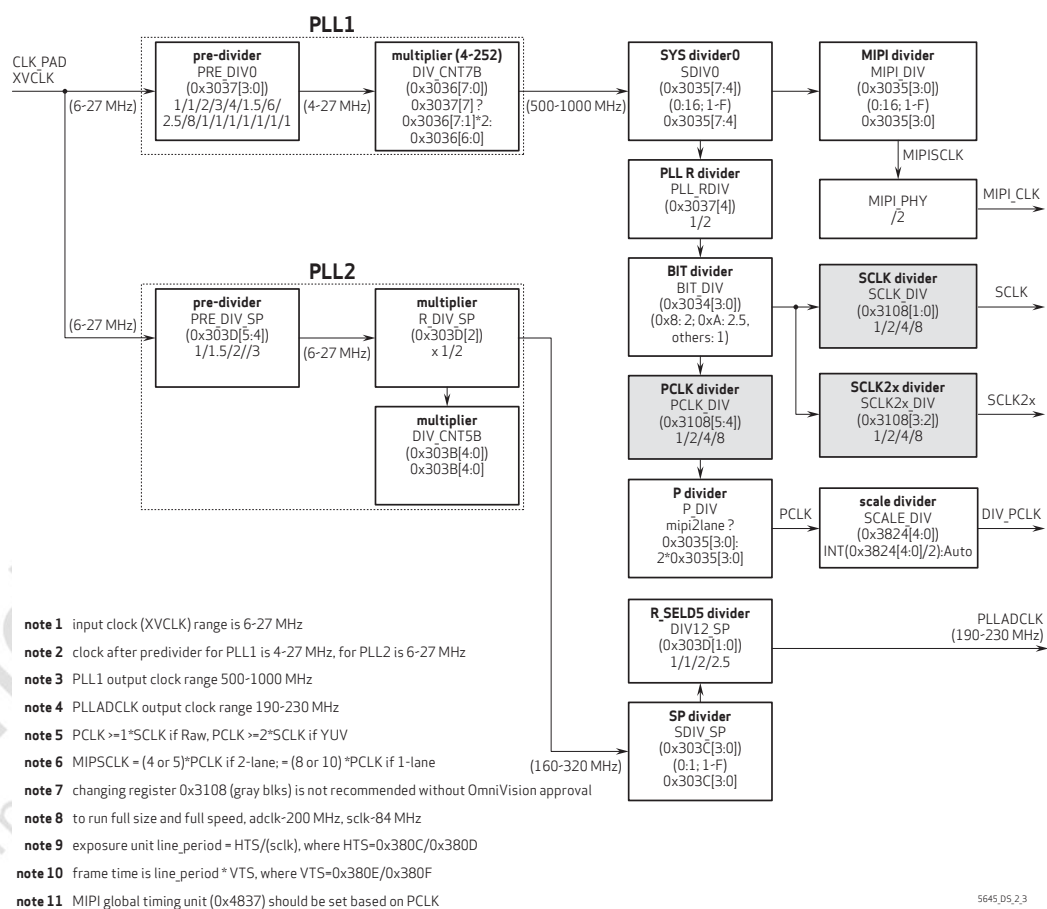 PLL1
CLK_PAD
XVCLK
(6~27 MHz)
pre-divider
PRE_DIV0
(0x3037[3:0])
1/1/2/3/4/1.5/6/
2.5/8/1/1/1/1/1/1/1
(4~27 MHz)
multiplier (4~252)
DIV_CNT7B
(0x3036[7:0])
0x3037[7] ?
0x3036[7:1]*2:
0x3036[6:0]
(500~1000 MHz)
SYS divider0
SDIV0
(0x3035[7:4])
(0:16; 1~F)
0x3035[7:4]
MIPI divider
MIPI_DIV
(0x3035[3:0])
(0:16; 1~F)
0x3035[3:0]
MIPISCLK
PLL R divider
PLL_RDIV
(0x3037[4])
1/2
MIPI_PHY
/2
MIPI_CLK
BIT divider
BIT_DIV
(0x3034[3:0])
(0x8: 2; 0xA: 2.5,
others: 1)
SCLK divider
SCLK_DIV
(0x3108[1:0])
1/2/4/8
SCLK
PLL2
(6~27 MHz)
pre-divider
PRE_DIV_SP
(0x303D[5:4])
1/1.5/2//3
(6~27 MHz)
multiplier
R_DIV_SP
(0x303D[2])
x 1/2
multiplier
DIV_CNT5B
(0x303B[4:0])
0x303B[4:0]
PCLK divider
PCLK_DIV
(0x3108[5:4])
1/2/4/8
SCLK2x divider
SCLK2x_DIV
(0x3108[3:2])
1/2/4/8
SCLK2x
P divider
P_DIV
mipi2lane ?
0x3035[3:0]:
2*0x3035[3:0]
PCLK
scale divider
SCALE_DIV
(0x3824[4:0])
INT(0x3824[4:0]/2):Auto
DIV_PCLK
R_SELD5 divider
DIV12_SP
(0x303D[1:0])
1/1/2/2.5
PLLADCLK
(190~230 MHz)
SP divider
SDIV_SP
(0x303C[3:0])
(0:1; 1~F)
0x303C[3:0]
(160~320 MHz)
note 1 input clock (XVCLK) range is 6~27 MHz
note 2 clock after predivider for PLL1 is 4~27 MHz, for PLL2 is 6~27 MHz
note 3 PLL1 output clock range 500~1000 MHz
note 4 PLLADCLK output clock range 190~230 MHz
note 5 PCLK >=1*SCLK if Raw, PCLK >=2*SCLK if YUV
note 6 MIPSCLK = (4 or 5)*PCLK if 2-lane; = (8 or 10) *PCLK if 1-lane
note 7 changing register 0x3108 (gray blks) is not recommended without OmniVision approval
note 8 to run full size and full speed, adclk~200 MHz, sclk~84 MHz
note 9 exposure unit line_period = HTS/(sclk), where HTS=0x380C/0x380D
note 10 frame time is line_period * VTS, where VTS=0x380E/0x380F
note 11 MIPI global timing unit (0x4837) should be set based on PCLK
5645_DS_2_3